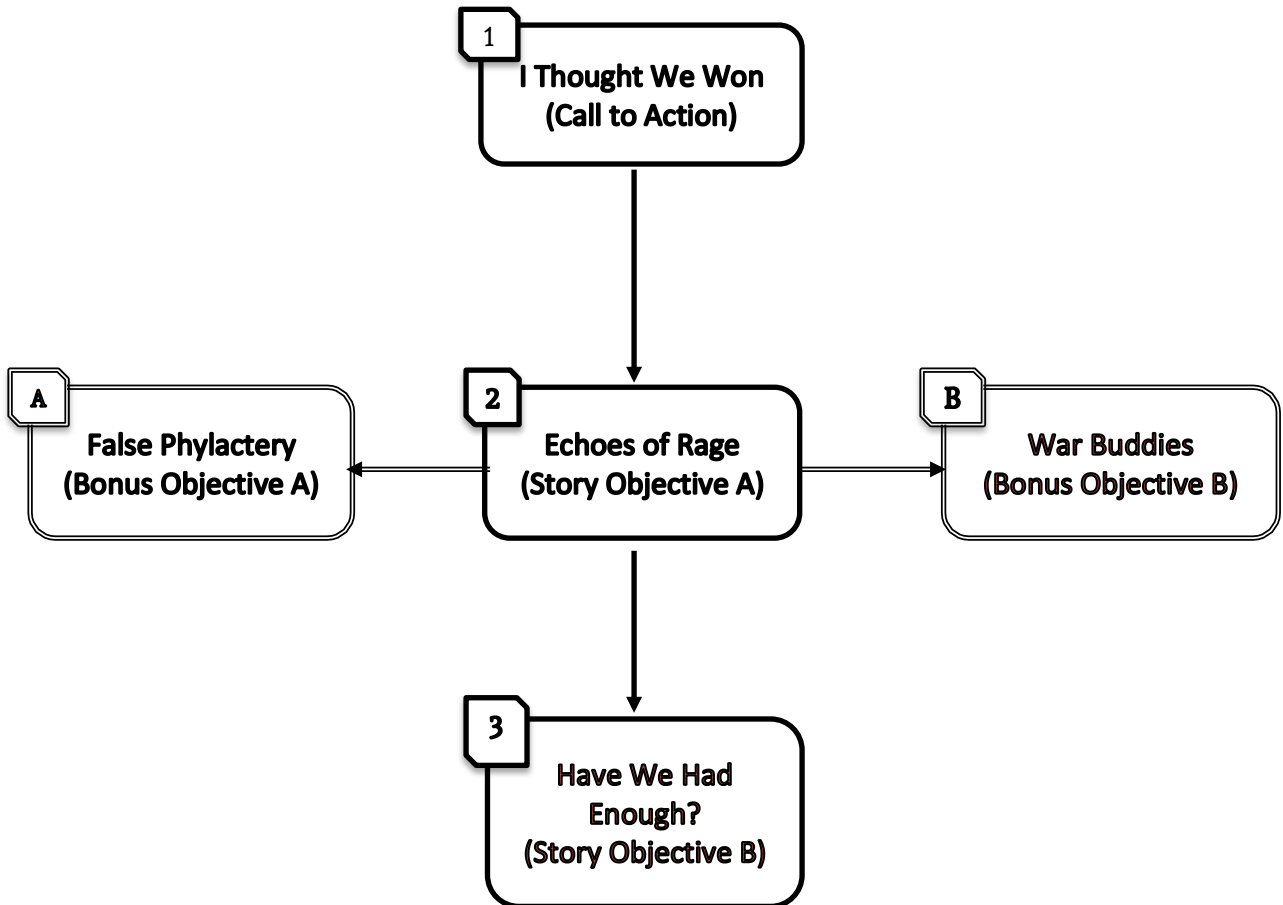 1
I Thought We Won
(Call to Action)
A
False Phylactery
(Bonus Objective A)
2
Echoes of Rage
(Story Objective A)
B
War Buddies
(Bonus Objective B)
3
Have We Had
Enough?
(Story Objective B)